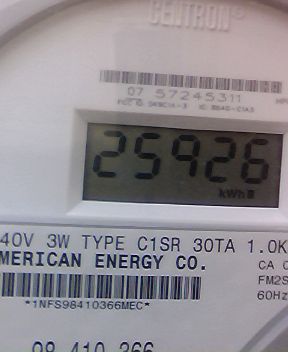 CENTRON®
07 57245311
25926
kWh
40V 3W TYPE C1SR 30TA 1.0K
MERICAN ENERGY CO.
CA 0
FM2S
60Hz
*1NFS98410366MEC*
98 410 366